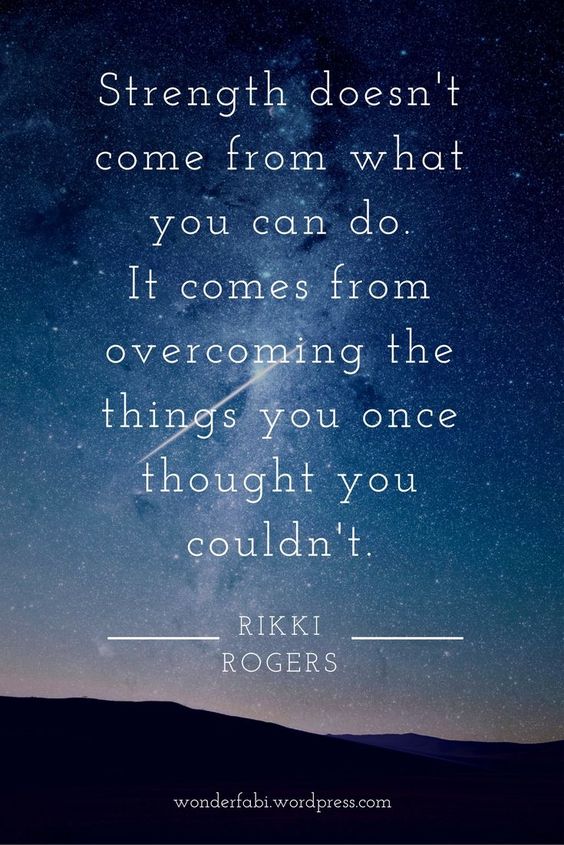 Strength doesn't
come from what
you can do.
It comes from
overcoming the
things you once
thought you
couldn't.
RIKKI
ROGERS
wonderfabi.wordpress.com